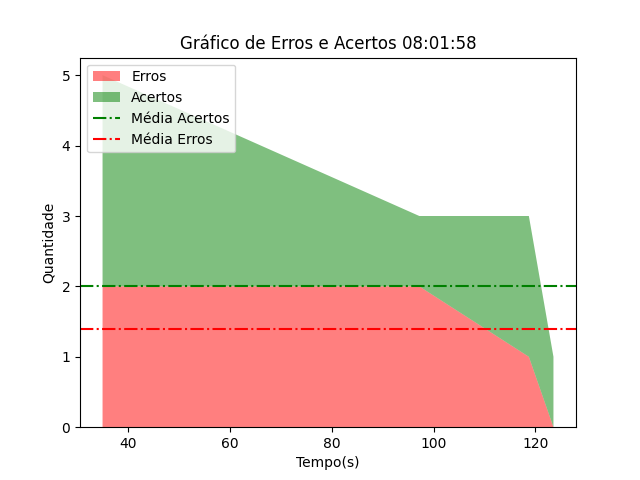 Gráfico de Erros e Acertos 08:01:58
Erros
Acertos
Média Acertos
Média Erros
Quantidade
5
4
3
2
1
0
40 60 80 100 120
Tempo(s)